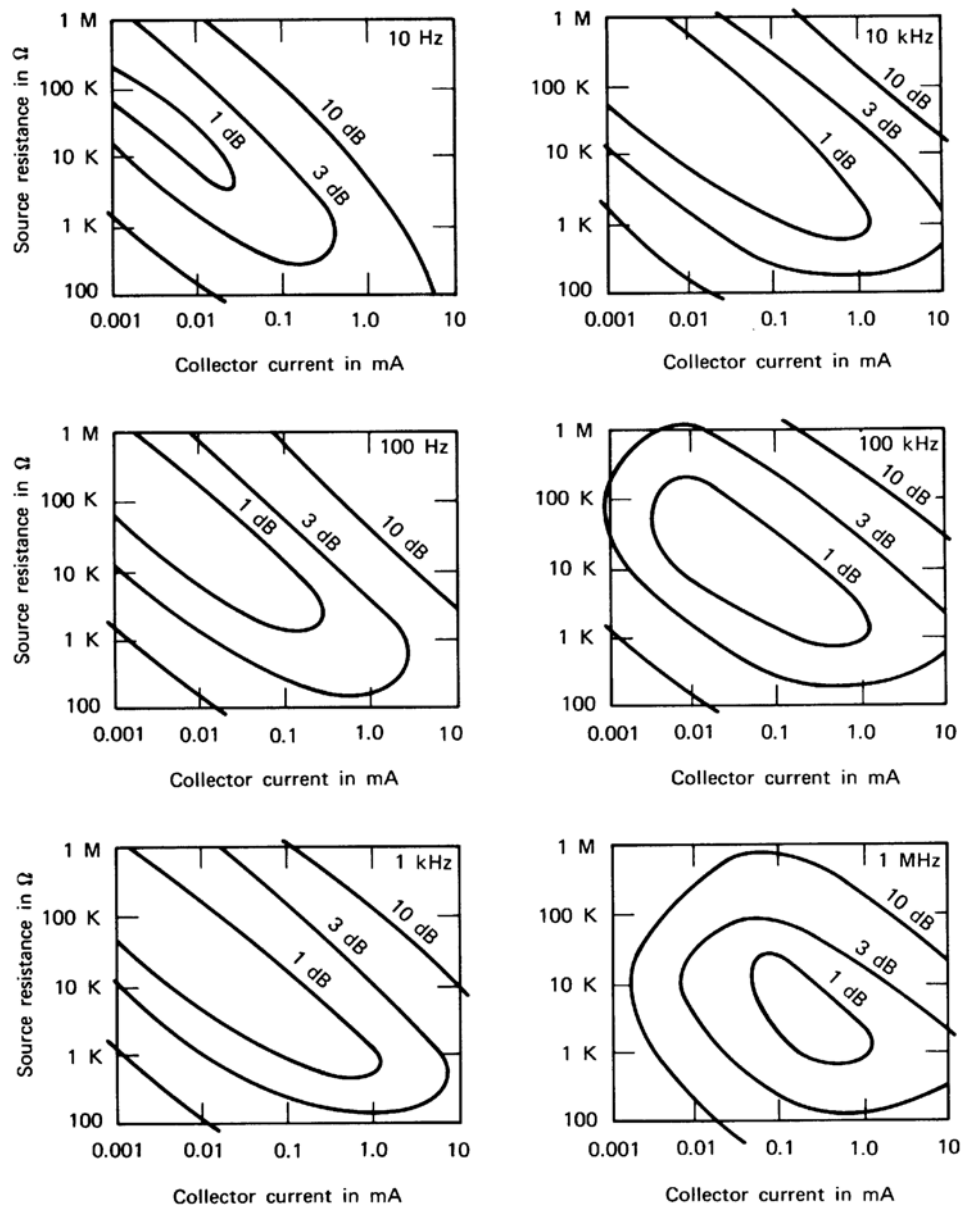 Source resistance in Ω
1 M
100 K
10 K
1 K
100
10 Hz
1 dB
3 dB
10 dB
0.001
0.01
0.1
1.0
10
Collector current in mA
1 M
100 K
10 K
1 K
100
10 kHz
10 dB
3 dB
1 dB
0.001
0.01
0.1
1.0
10
Collector current in mA
Source resistance in Ω
1 M
100 K
10 K
1 K
100
100 Hz
1 dB
3 dB
10 dB
0.001
0.01
0.1
1.0
10
Collector current in mA
1 M
100 K
10 K
1 K
100
100 kHz
10 dB
3 dB
1 dB
0.001
0.01
0.1
1.0
10
Collector current in mA
Source resistance in Ω
1 M
100 K
10 K
1 K
100
1 kHz
10 dB
3 dB
1 dB
0.001
0.01
0.1
1.0
10
Collector current in mA
1 M
100 K
10 K
1 K
100
1 MHz
10 dB
3 dB
1 dB
0.001
0.01
0.1
1.0
10
Collector current in mA